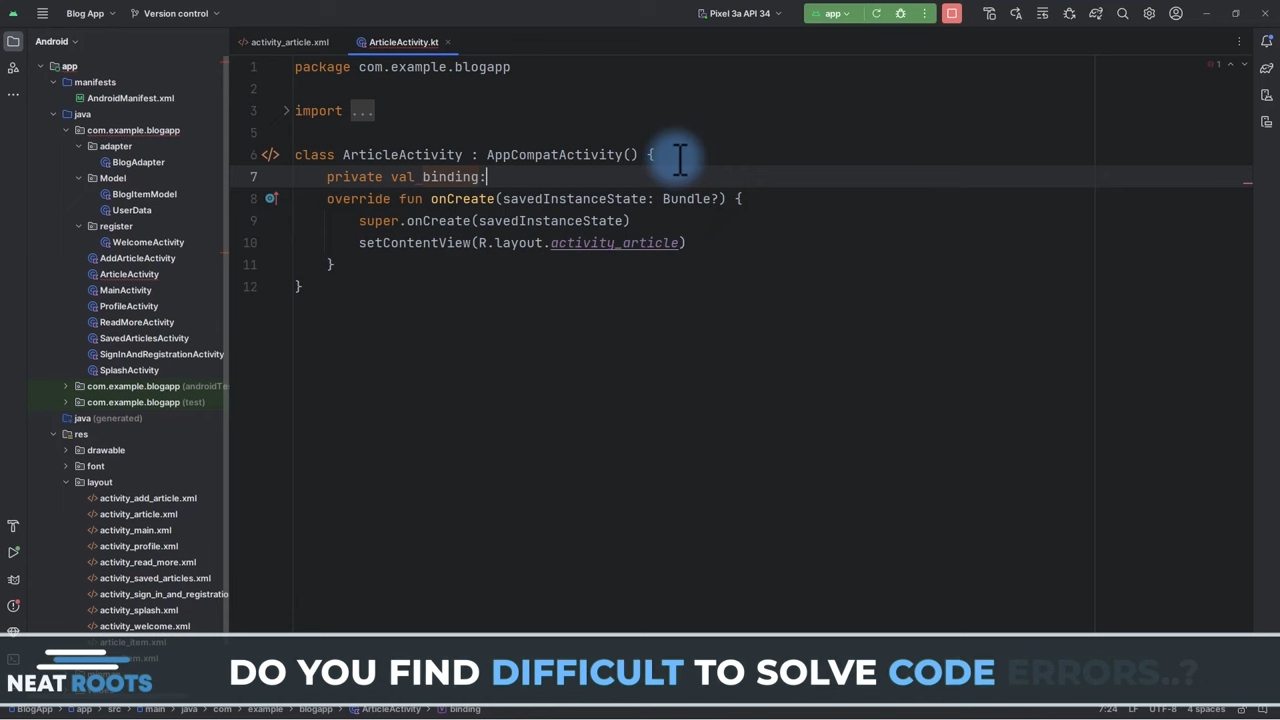 Blog App
Version control
Pixel 3a API 34
app
Android
activity_article.xml
ArticleActivity.kt
app
manifests
AndroidManifest.xml
java
com.example.blogapp
adapter
BlogAdapter
Model
BlogItemModel
UserData
register
WelcomeActivity
AddArticleActivity
ArticleActivity
MainActivity
ProfileActivity
ReadMoreActivity
SavedArticlesActivity
SignInAndRegistrationActivity
SplashActivity
com.example.blogapp (androidTe
com.example.blogapp (test)
java (generated)
res
drawable
font
layout
activity_add_article.xml
activity_article.xml
activity_main.xml
activity_profile.xml
activity_read_more.xml
activity_saved_articles.xml
activity_sign_in_and_registratio
activity_splash.xml
activity_welcome.xml
article_item.xml
1 package com.example.blogapp
2
3 import ...
5
6 class ArticleActivity : AppCompatActivity() {
7 private val binding:
8 override fun onCreate(savedInstanceState: Bundle?) {
9 super.onCreate(savedInstanceState)
10 setContentView(R.layout.activity_article)
11 }
12 }
1
NEAT ROOTS
DO YOU FIND DIFFICULT TO SOLVE CODE ERRORS..?
BlogApp > app > src > main > java > com > example > blogapp > ArticleActivity > binding
7:24 LF UTF-8 4 spaces